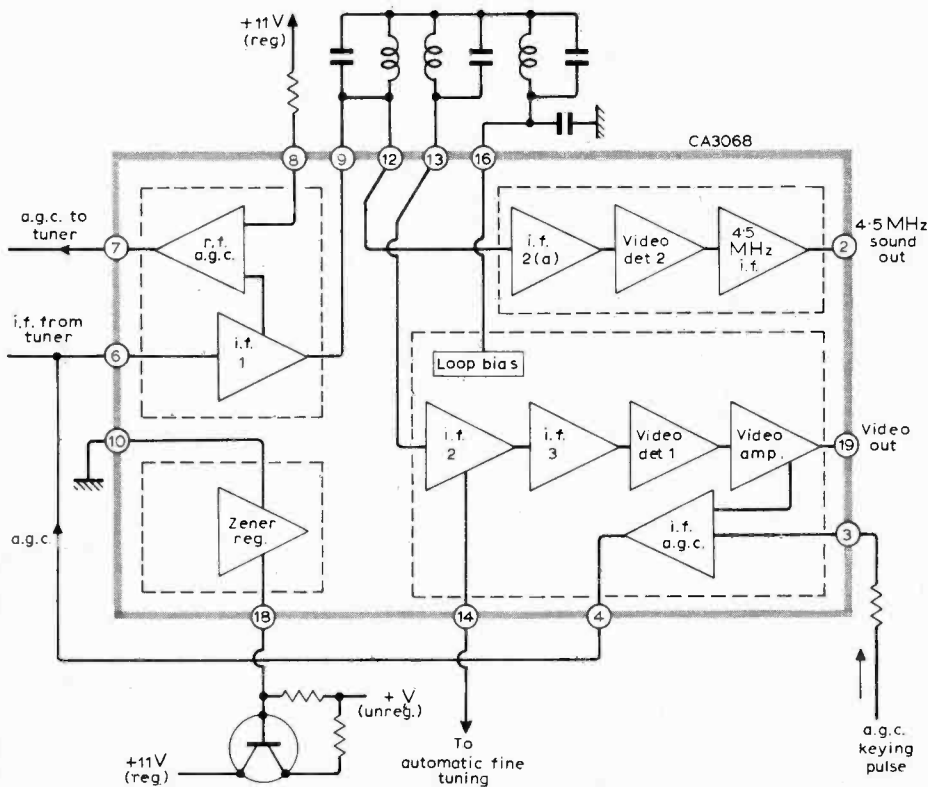 +11V
(reg)
CA3068
8
9
12
13
16
a.g.c. to
tuner
7
r.f.
a.g.c.
i.f.
2(a)
Video
det 2
4·5
MHz
i.f.
2
4·5 MHz
sound
out
i.f. from
tuner
6
i.f.
1
Loop bias
10
i.f.
2
i.f.
3
Video
det 1
Video
amp.
19
Video
out
a.g.c.
Zener
reg.
i.f.
a.g.c.
3
18
14
4
+V
(unreg.)
+11V
(reg.)
To
automatic fine
tuning
a.g.c.
keying
pulse